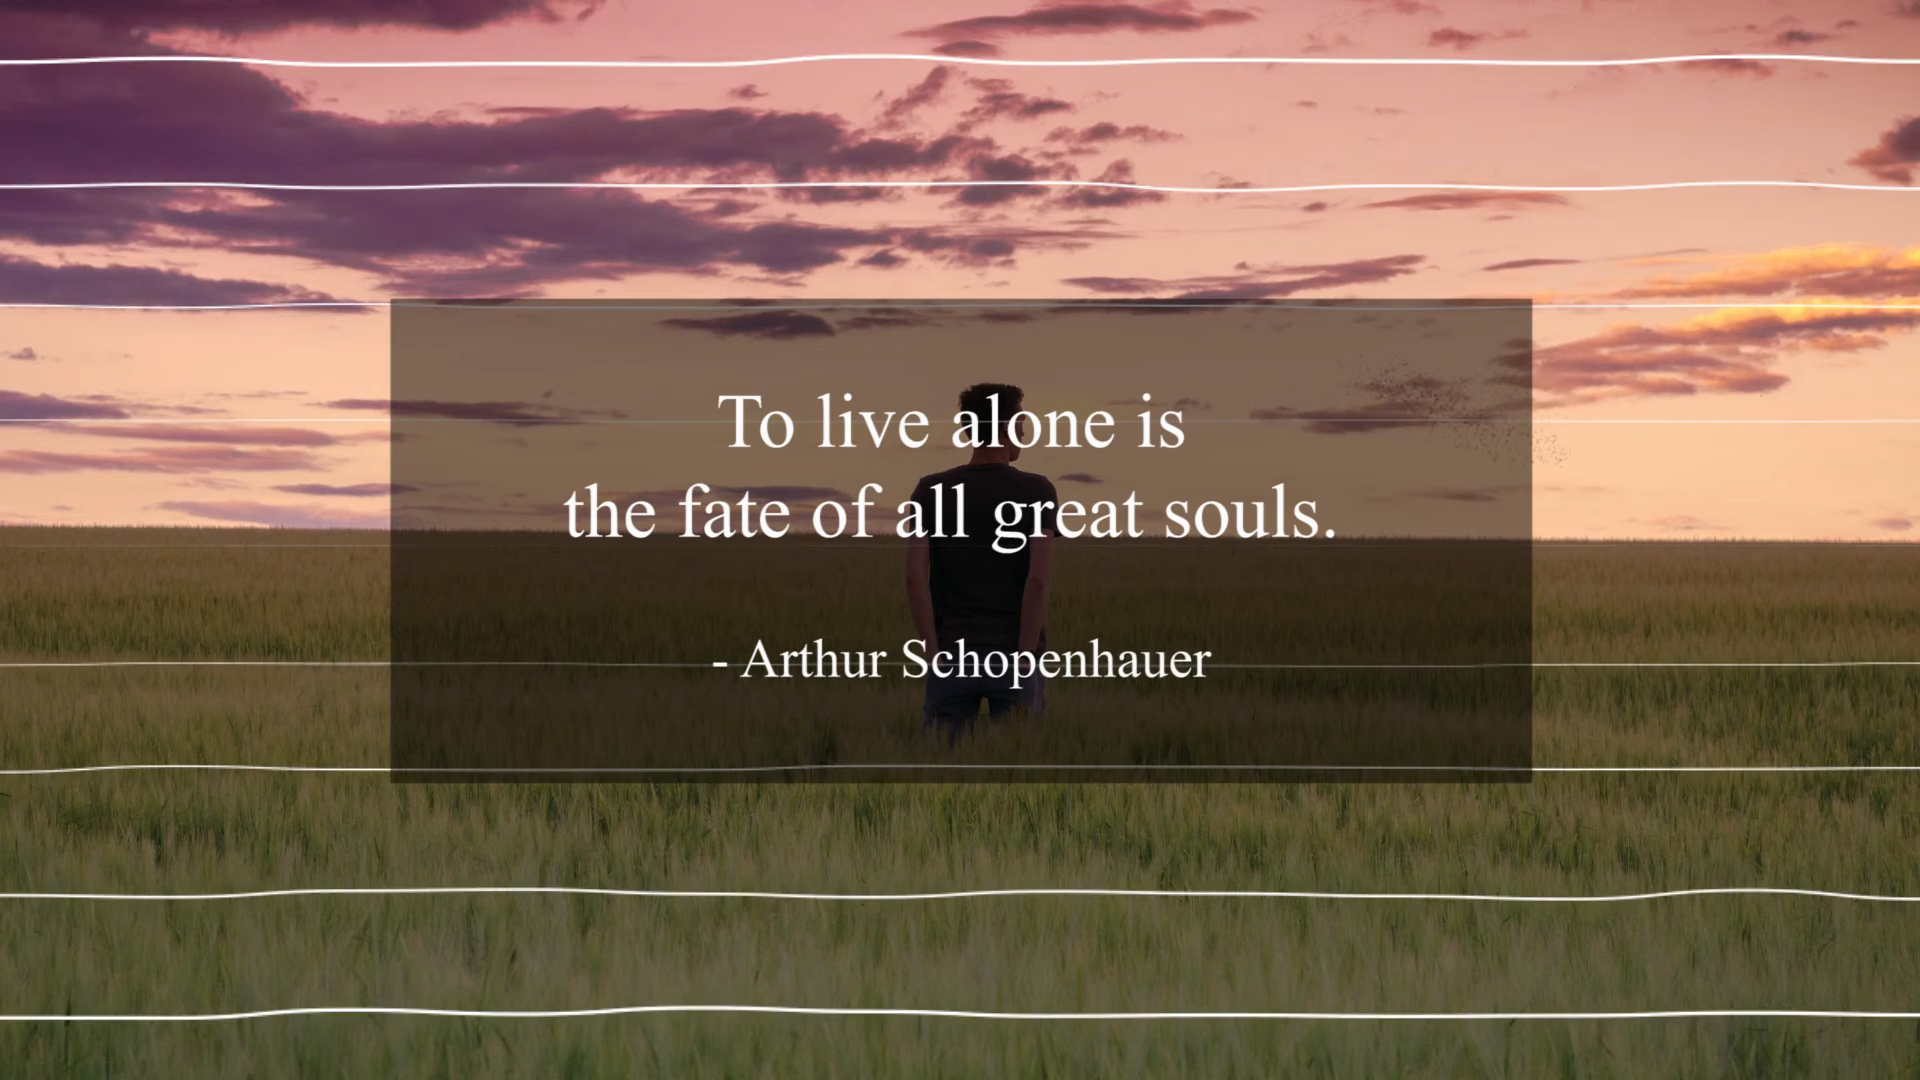 To live alone is
the fate of all great souls.
- Arthur Schopenhauer